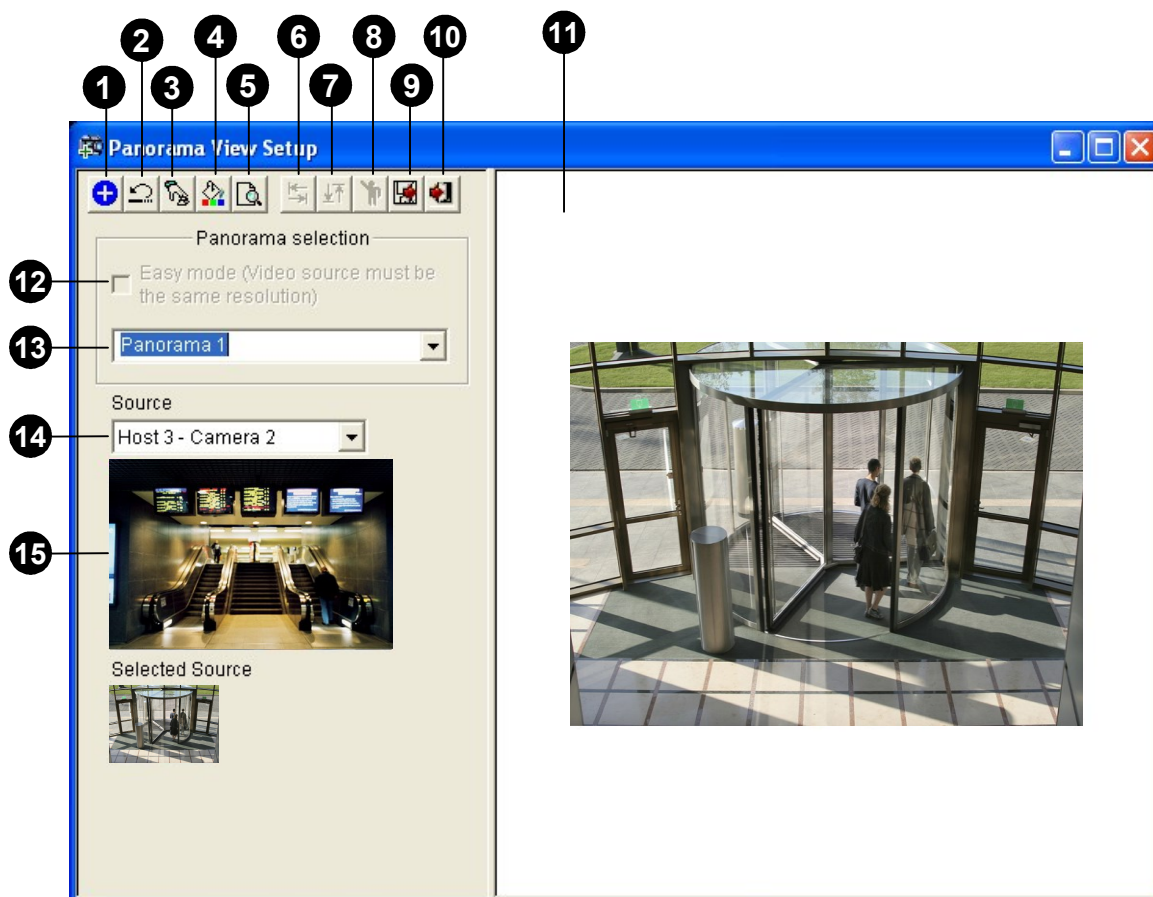 2 4 6 8 10 11
1 3 5 7 9
Panorama View Setup
Panorama selection
12 Easy mode (Video source must be
the same resolution)
13 Panorama 1
Source
14 Host 3 - Camera 2
15
Selected Source